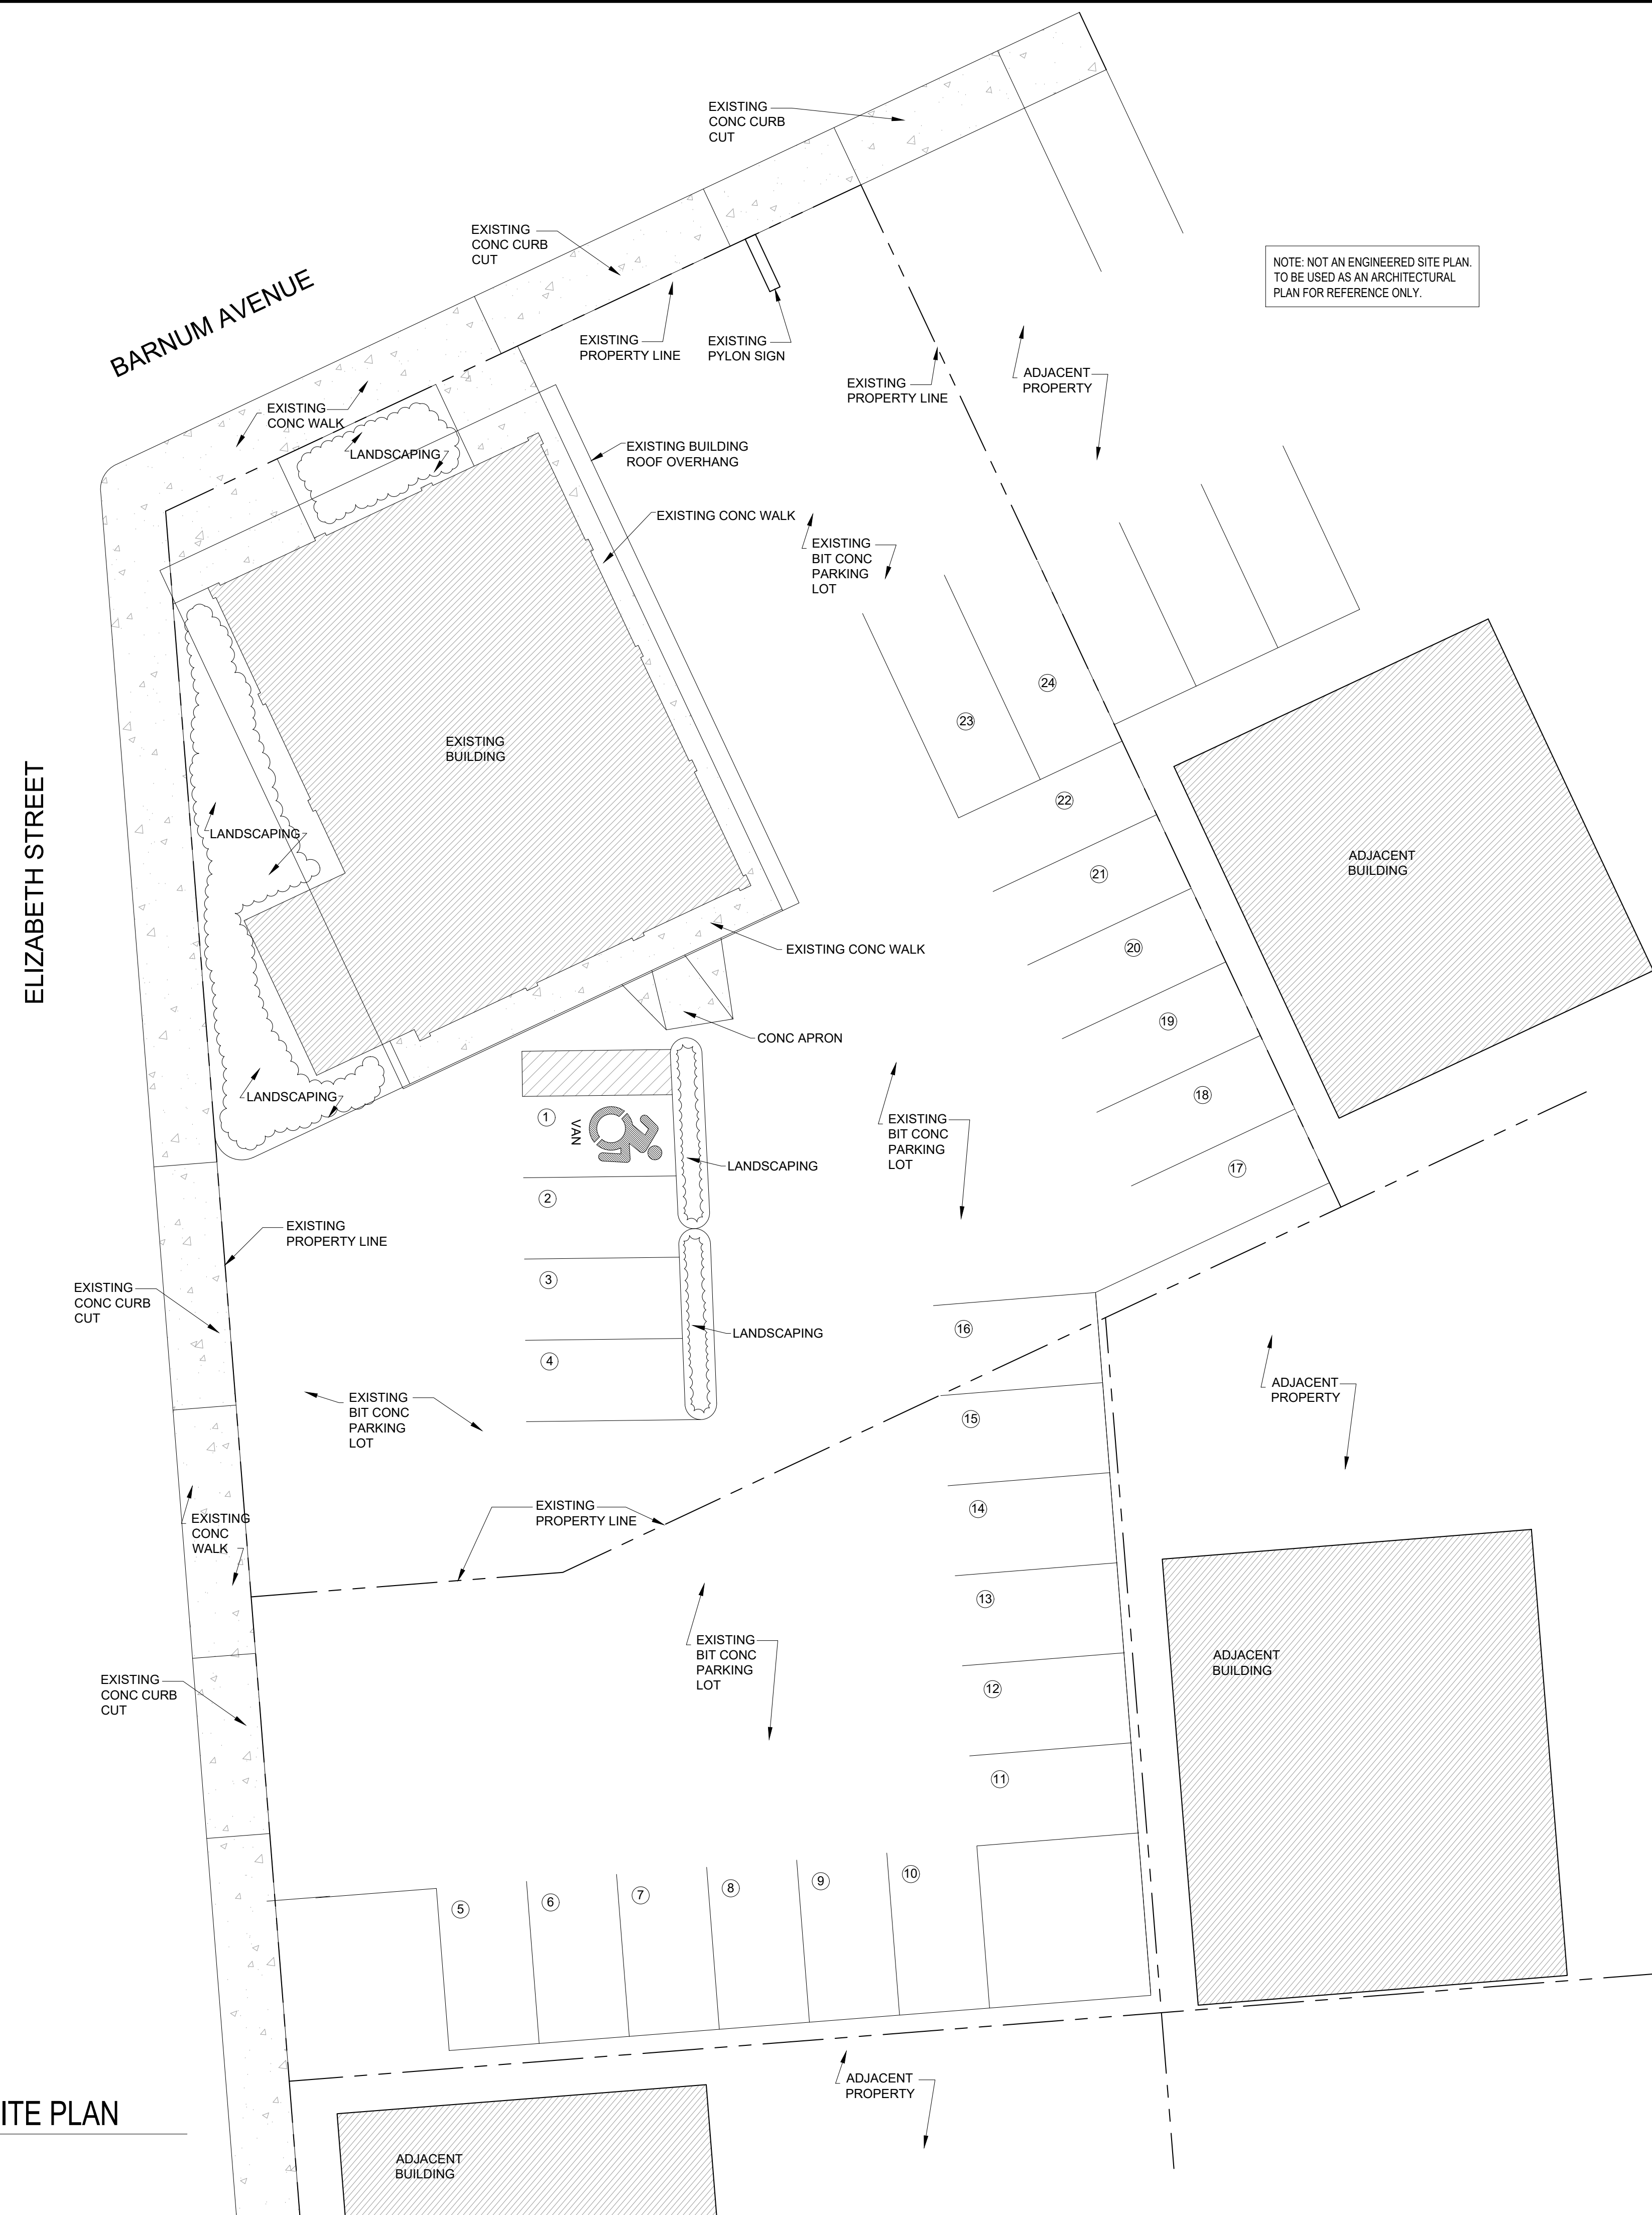 EXISTING
CONC CURB
CUT
EXISTING
CONC CURB
CUT
NOTE: NOT AN ENGINEERED SITE PLAN.
TO BE USED AS AN ARCHITECTURAL
PLAN FOR REFERENCE ONLY.
BARNUM AVENUE
EXISTING
PROPERTY LINE
EXISTING
PYLON SIGN
EXISTING
PROPERTY LINE
ADJACENT
PROPERTY
EXISTING
CONC WALK
LANDSCAPING
EXISTING BUILDING
ROOF OVERHANG
EXISTING CONC WALK
EXISTING
BIT CONC
PARKING
LOT
24
23
EXISTING
BUILDING
22
21
ADJACENT
BUILDING
ELIZABETH STREET
LANDSCAPING
20
EXISTING CONC WALK
19
CONC APRON
18
LANDSCAPING
1
VAN
EXISTING
BIT CONC
PARKING
LOT
LANDSCAPING
17
2
EXISTING
PROPERTY LINE
3
EXISTING
CONC CURB
CUT
LANDSCAPING
16
4
ADJACENT
PROPERTY
EXISTING
BIT CONC
PARKING
LOT
15
EXISTING
PROPERTY LINE
14
EXISTING
CONC
WALK
13
EXISTING
BIT CONC
PARKING
LOT
ADJACENT
BUILDING
12
EXISTING
CONC CURB
CUT
11
10
9
8
7
6
5
ADJACENT
PROPERTY
ITE PLAN
ADJACENT
BUILDING